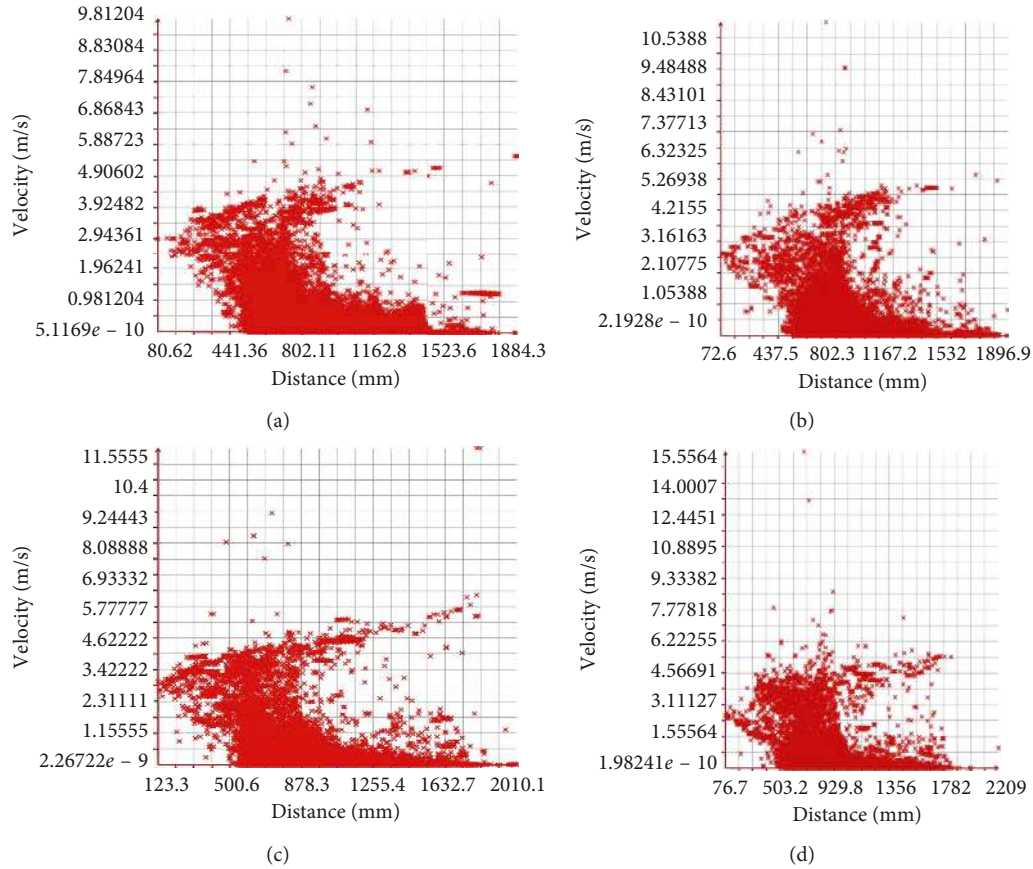 9.81204
8.83084
7.84964
6.86843
5.88723
4.90602
3.92482
2.94361
1.96241
0.981204
5.1169e – 10
Velocity (m/s)
80.62 441.36 802.11 1162.8 1523.6 1884.3
Distance (mm)
(a)
10.5388
9.48488
8.43101
7.37713
6.32325
5.26938
4.2155
3.16163
2.10775
1.05388
2.1928e – 10
Velocity (m/s)
72.6 437.5 802.3 1167.2 1532 1896.9
Distance (mm)
(b)
11.5555
10.4
9.24443
8.08888
6.93332
5.77777
4.62222
3.42222
2.31111
1.15555
2.26722e – 9
Velocity (m/s)
123.3 500.6 878.3 1255.4 1632.7 2010.1
Distance (mm)
(c)
15.5564
14.0007
12.4451
10.8895
9.33382
7.77818
6.22255
4.56691
3.11127
1.55564
1.98241e – 10
Velocity (m/s)
76.7 503.2 929.8 1356 1782 2209
Distance (mm)
(d)